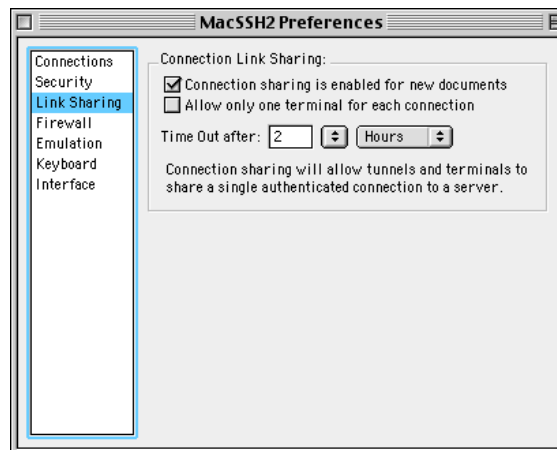 MacSSH2 Preferences
Connections
Security
Link Sharing
Firewall
Emulation
Keyboard
Interface
Connection Link Sharing:
Connection sharing is enabled for new documents
Allow only one terminal for each connection
Time Out after: 2 Hours
Connection sharing will allow tunnels and terminals to
share a single authenticated connection to a server.